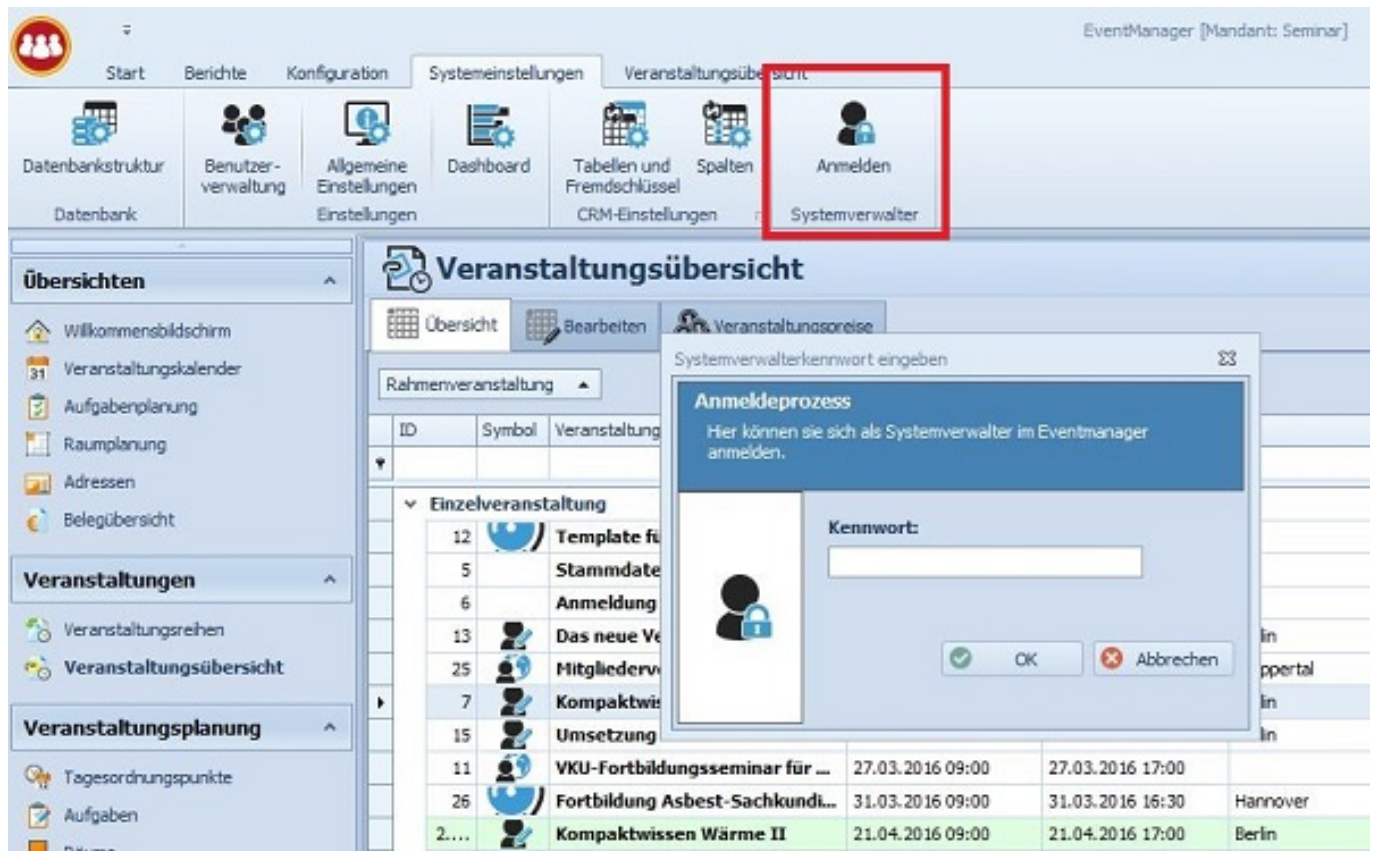 EventManager [Mandant: Seminar]
Start Berichte Konfiguration Systemeinstellungen Veranstaltungsübersicht
Datenbankstruktur
Benutzer-
verwaltung
Allgemeine
Einstellungen
Dashboard
Tabellen und
Fremdschlüssel
Spalten
Anmelden
Datenbank Einstellungen CRM-Einstellungen Systemverwalter
Übersichten
Willkommensbildschirm
31 Veranstaltungskalender
Aufgabenplanung
Raumplanung
Adressen
Belegübersicht
Veranstaltungen
Veranstaltungsreihen
Veranstaltungsübersicht
Veranstaltungsplanung
Tagesordnungspunkte
Aufgaben
Veranstaltungsübersicht
Übersicht Bearbeiten Veranstaltungspreise
Rahmenveranstaltung
ID Symbol Veranstaltung
Einzelveranstaltung
12 Template fü
5 Stammdate
6 Anmeldung
13 Das neue Ve lin
25 Mitgliederv ppertal
7 Kompaktwis lin
15 Umsetzung lin
11 VKU-Fortbildungsseminar für ... 27.03.2016 09:00 27.03.2016 17:00
26 Fortbildung Asbest-Sachkundi... 31.03.2016 09:00 31.03.2016 16:30 Hannover
2.... Kompaktwissen Wärme II 21.04.2016 09:00 21.04.2016 17:00 Berlin
Systemverwalterkennwort eingeben
Anmeldeprozess
Hier können sie sich als Systemverwalter im Eventmanager
anmelden.
Kennwort:
OK Abbrechen